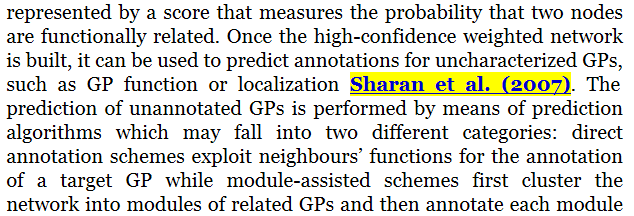 represented by a score that measures the probability that two nodes
are functionally related. Once the high-confidence weighted network
is built, it can be used to predict annotations for uncharacterized GPs,
such as GP function or localization Sharan et al. (2007). The
prediction of unannotated GPs is performed by means of prediction
algorithms which may fall into two different categories: direct
annotation schemes exploit neighbours’ functions for the annotation
of a target GP while module-assisted schemes first cluster the
network into modules of related GPs and then annotate each module